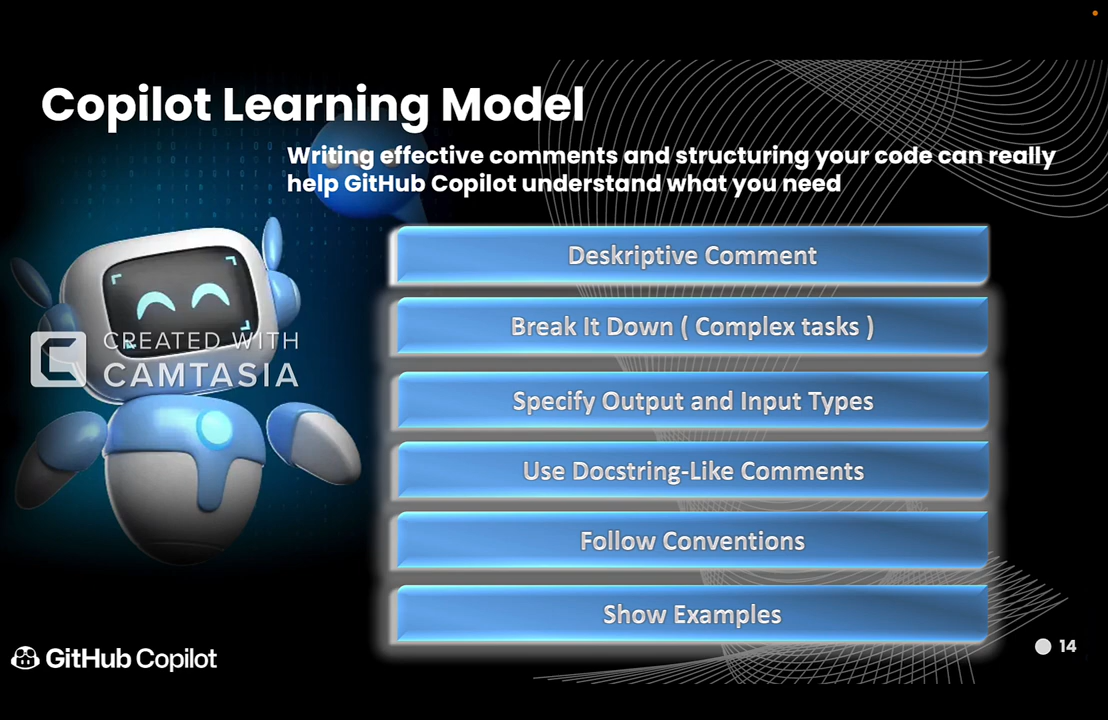 Copilot Learning Model
Writing effective comments and structuring your code can really
help GitHub Copilot understand what you need
Deskriptive Comment
Break It Down ( Complex tasks )
Specify Output and Input Types
Use Docstring-Like Comments
Follow Conventions
Show Examples
CREATED WITH
CAMTASIA
GitHub Copilot
14